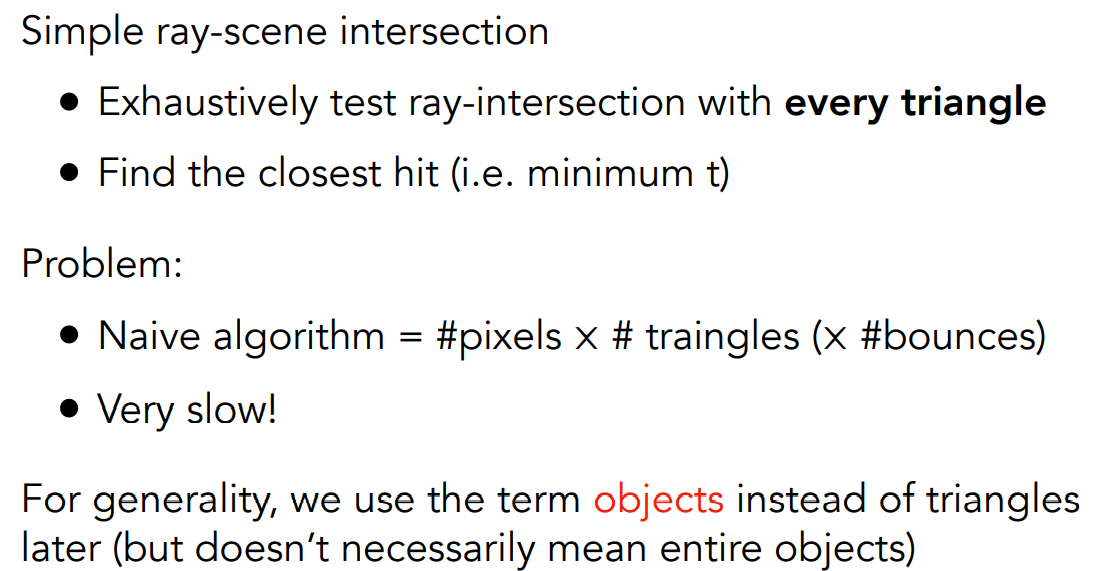 Simple ray-scene intersection
● Exhaustively test ray-intersection with every triangle
● Find the closest hit (i.e. minimum t)
Problem:
● Naive algorithm = #pixels x # traingles (x #bounces)
● Very slow!
For generality, we use the term objects instead of triangles
later (but doesn’t necessarily mean entire objects)